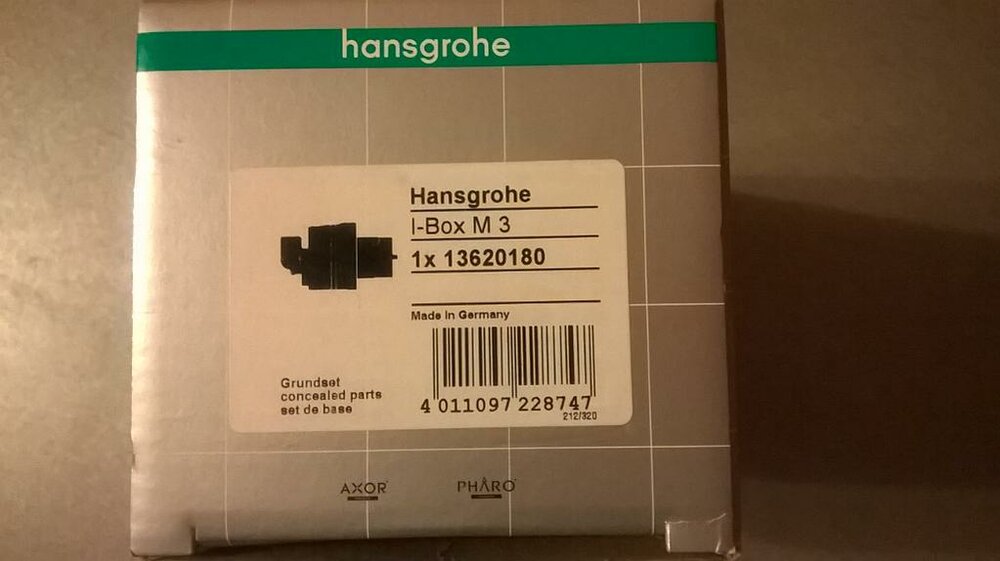 hansgrohe
Hansgrohe
I-Box M 3
1x 13620180
Made in Germany
Grundset
concealed parts
set de base
4 011097 228747
212/320
AXOR
PHARO